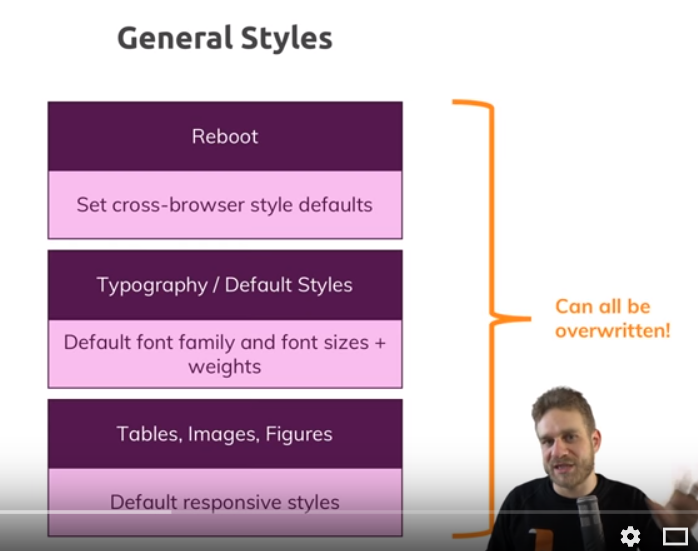 General Styles
Reboot
Set cross-browser style defaults
Typography / Default Styles
Default font family and font sizes +
weights
Tables, Images, Figures
Default responsive styles
Can all be
overwritten!